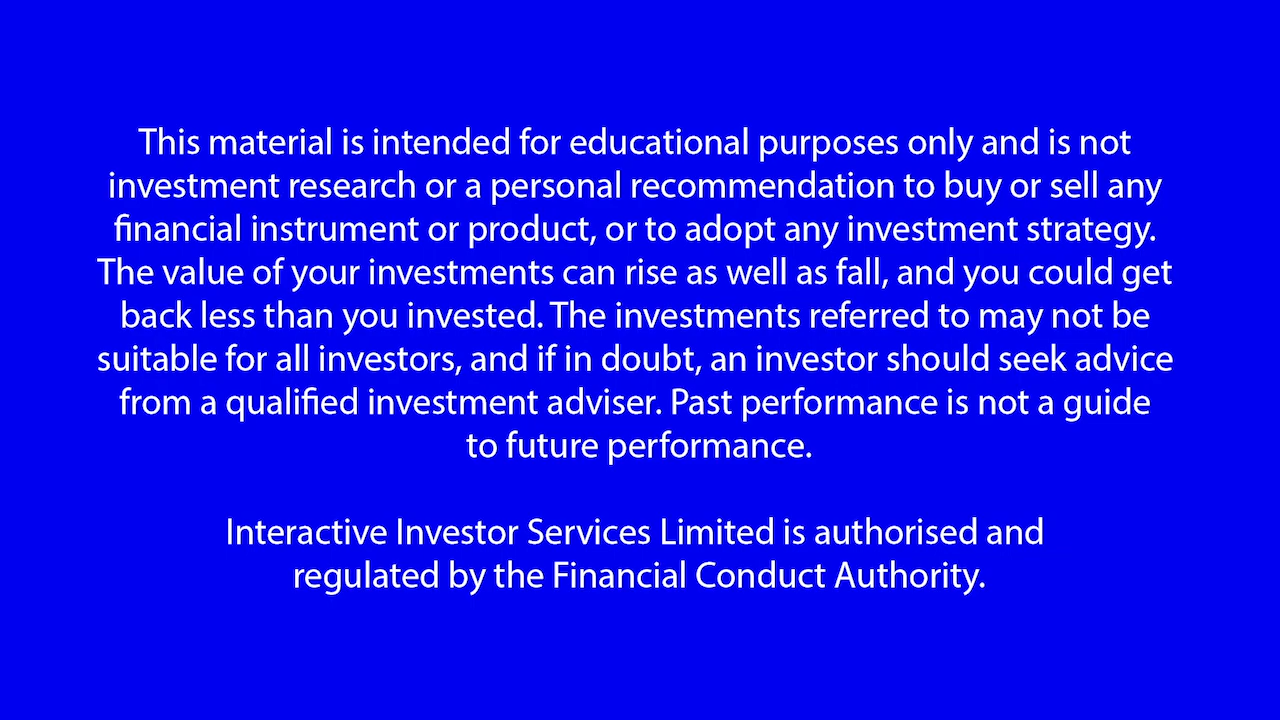 This material is intended for educational purposes only and is not
investment research or a personal recommendation to buy or sell any
financial instrument or product, or to adopt any investment strategy.
The value of your investments can rise as well as fall, and you could get
back less than you invested. The investments referred to may not be
suitable for all investors, and if in doubt, an investor should seek advice
from a qualified investment adviser. Past performance is not a guide
to future performance.
Interactive Investor Services Limited is authorised and
regulated by the Financial Conduct Authority.